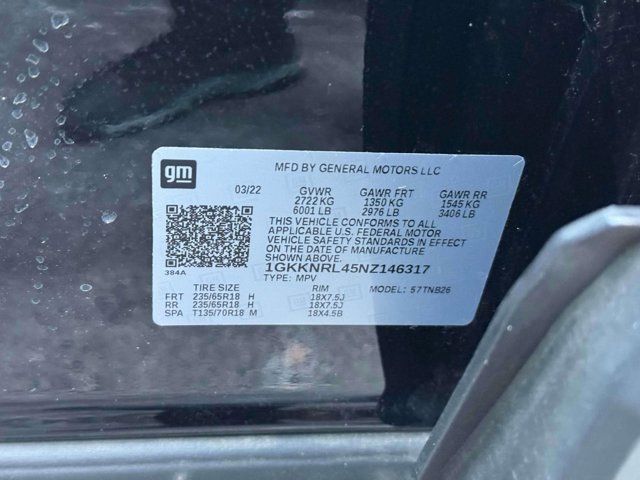 gm
MFD BY GENERAL MOTORS LLC
03/22 GVWR GAWR FRT GAWR RR
2722 KG 1350 KG 1545 KG
6001 LB 2976 LB 3406 LB
THIS VEHICLE CONFORMS TO ALL
APPLICABLE U.S. FEDERAL MOTOR
VEHICLE SAFETY STANDARDS IN EFFECT
ON THE DATE OF MANUFACTURE
SHOWN ABOVE.
384A
1GKKNRL45NZ146317
TYPE: MPV MODEL: 57TNB26
TIRE SIZE RIM
FRT 235/65R18 H 18X7.5J
RR 235/65R18 H 18X7.5J
SPA T135/70R18 M 18X4.5B